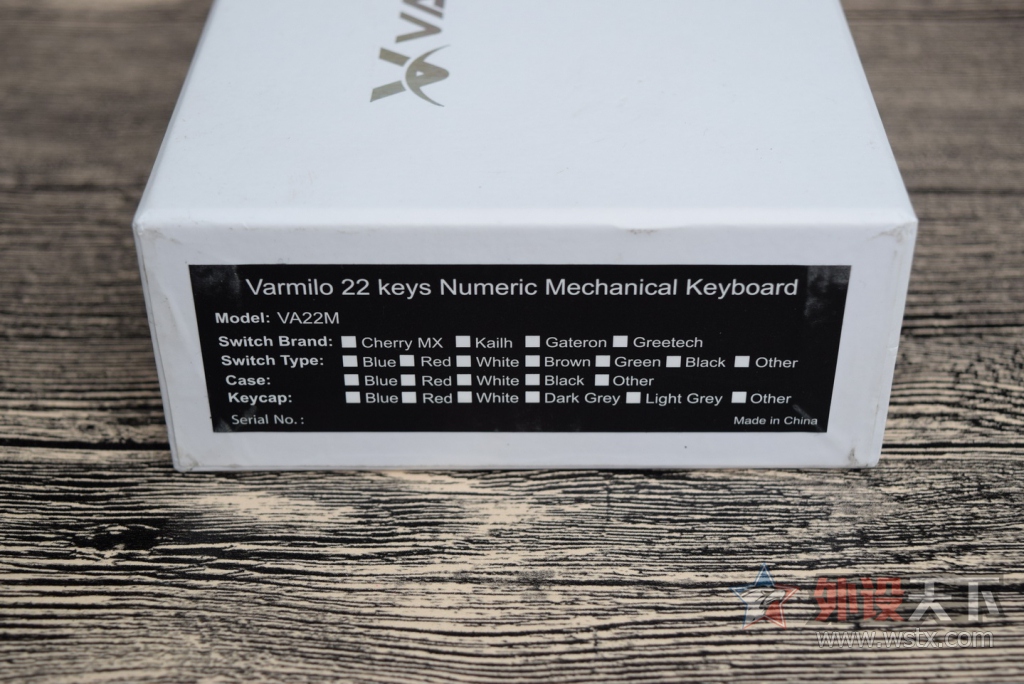 VA
Varmilo 22 keys Numeric Mechanical Keyboard
Model: VA22M
Switch Brand: Cherry MX Kailh Gateron Greetech
Switch Type: Blue Red White Brown Green Black Other
Case: Blue Red White Black Other
Keycap: Blue Red White Dark Grey Light Grey Other
Serial No.:
Made in China
外设天下
www.wstx.com